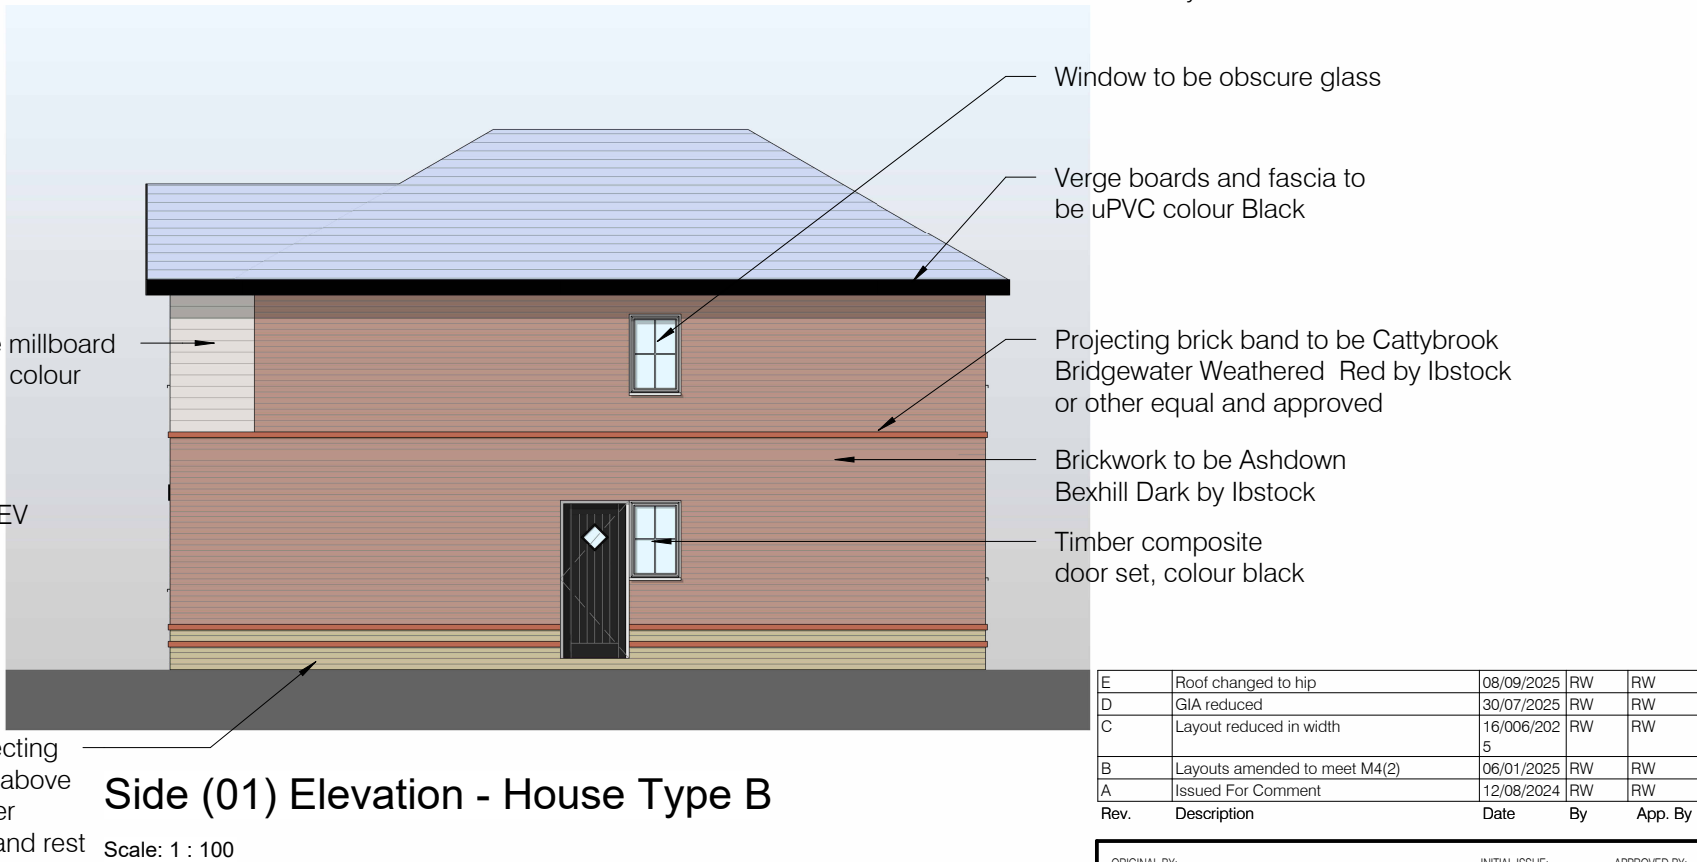 Window to be obscure glass
Verge boards and fascia to
be uPVC colour Black
millboard
colour
Projecting brick band to be Cattybrook
Bridgewater Weathered Red by Ibstock
or other equal and approved
Brickwork to be Ashdown
Bexhill Dark by Ibstock
EV
Timber composite
door set, colour black
above
and rest
Side (01) Elevation - House Type B
Scale: 1 : 100
E Roof changed to hip 08/09/2025 RW RW
D GIA reduced 30/07/2025 RW RW
C Layout reduced in width 16/006/202 RW RW
5
B Layouts amended to meet M4(2) 06/01/2025 RW RW
A Issued For Comment 12/08/2024 RW RW
Rev. Description Date By App. By